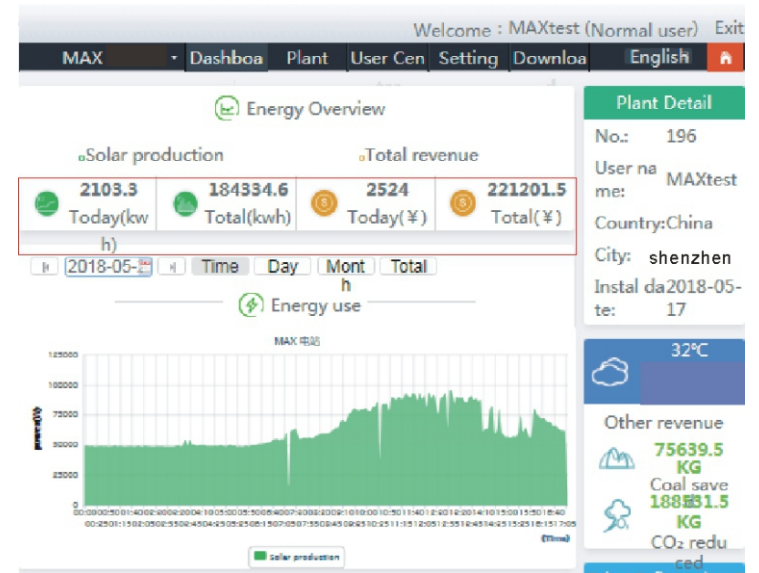 Welcome : MAXtest (Normal user) Exit
MAX Dashboa Plant User Cen Setting Downloa English
Energy Overview
Solar production Total revenue
2103.3 184334.6 2524 221201.5
Today(kw Total(kwh) Today(¥) Total(¥)
h)
2018-05- Time Day Mont Total
h
Energy use
MAX 电站
125000
100000
75000
50000
25000
0
power(W)
(Time)
Solar production
Plant Detail
No.: 196
User na
me: MAXtest
Country:China
City: shenzhen
Instal da2018-05-
te: 17
32℃
Other revenue
75639.5
KG
Coal save
188531.5
KG
CO₂ redu
ced